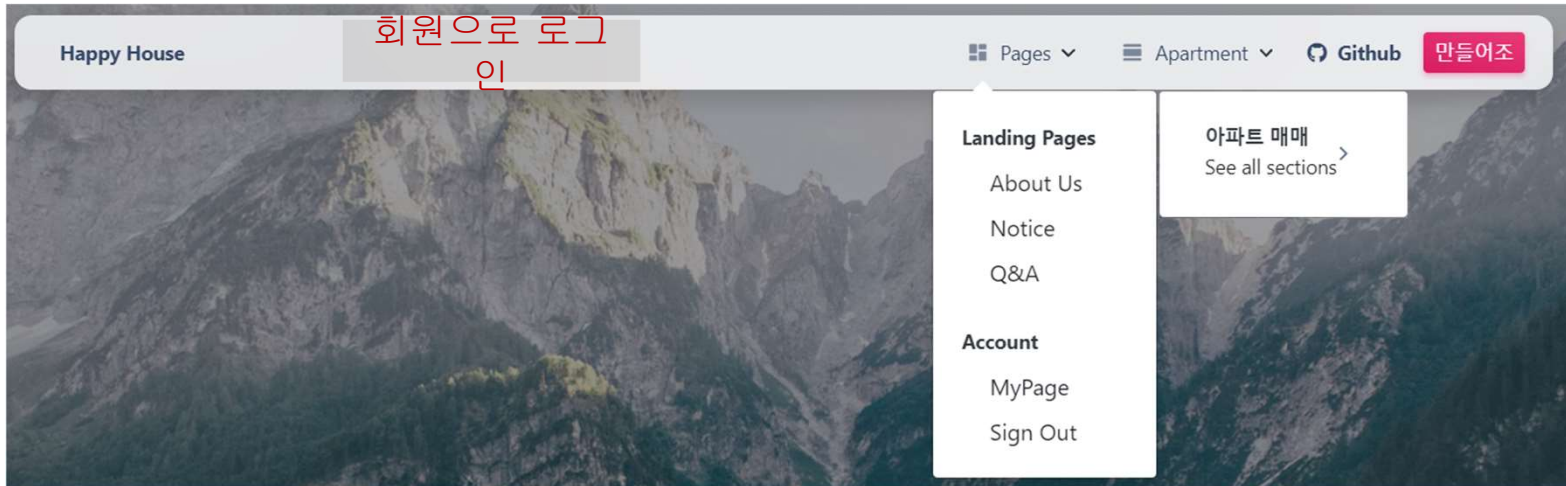 Happy House
회원으로 로그
인
Pages
Apartment
Github
만들어조
Landing Pages
About Us
Notice
Q&A
Account
MyPage
Sign Out
아파트 매매
See all sections